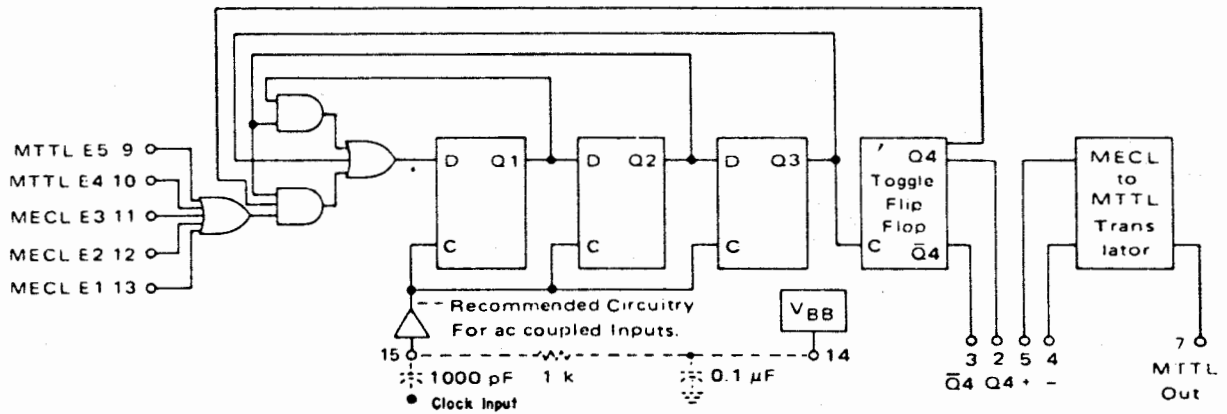 MTTL E5 9
MTTL E4 10
MECL E3 11
MECL E2 12
MECL E1 13
D Q1
C
D Q2
D Q3
Q4
Toggle
Flip
Flop
C Q̅4
MECL
to
MTTL
Trans
lator
Recommended Circuitry
For ac coupled Inputs.
VBB
15
14
1000 pF
1 k
0.1 µF
Clock Input
3 2 5 4
Q̅4 Q4 + -
7
MTTL
Out